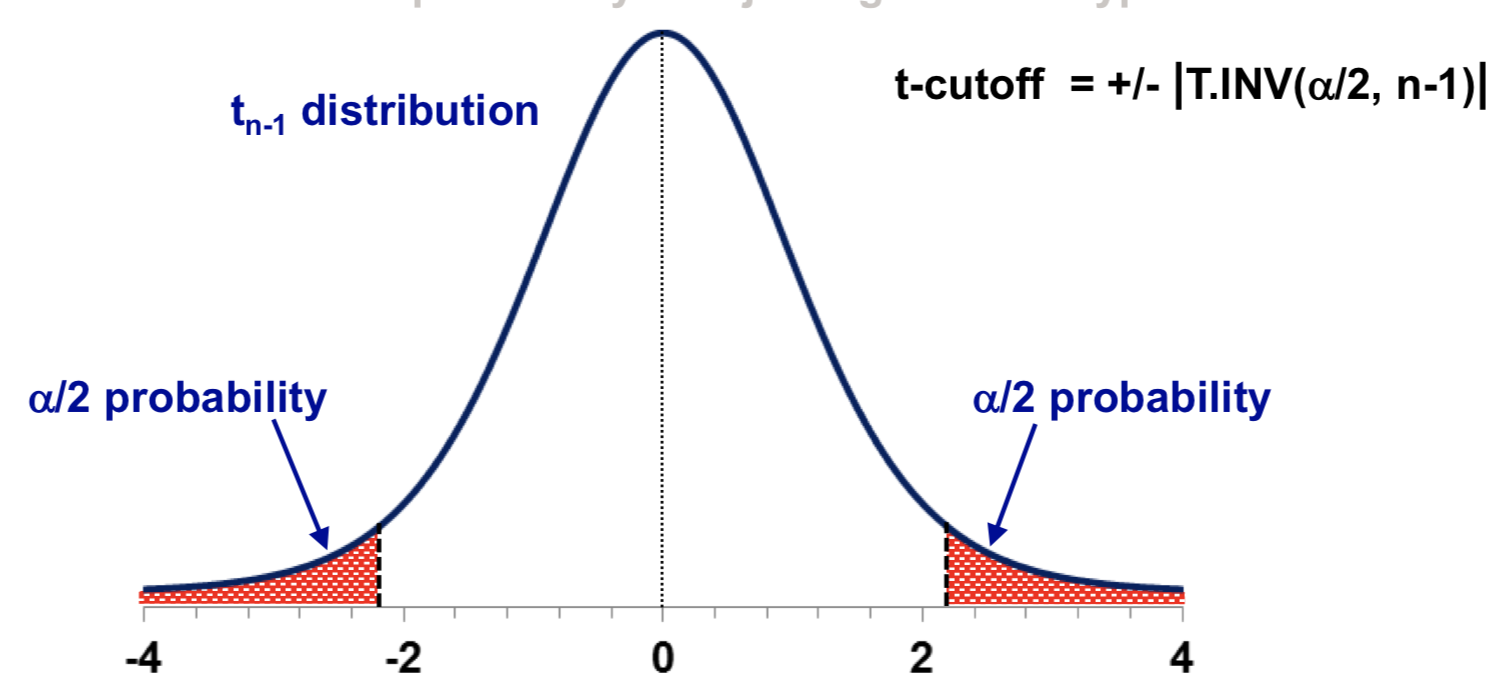 t-cutoff = +/- |T.INV(α/2, n-1)|
tn-1 distribution
α/2 probability
α/2 probability
-4 -2 0 2 4